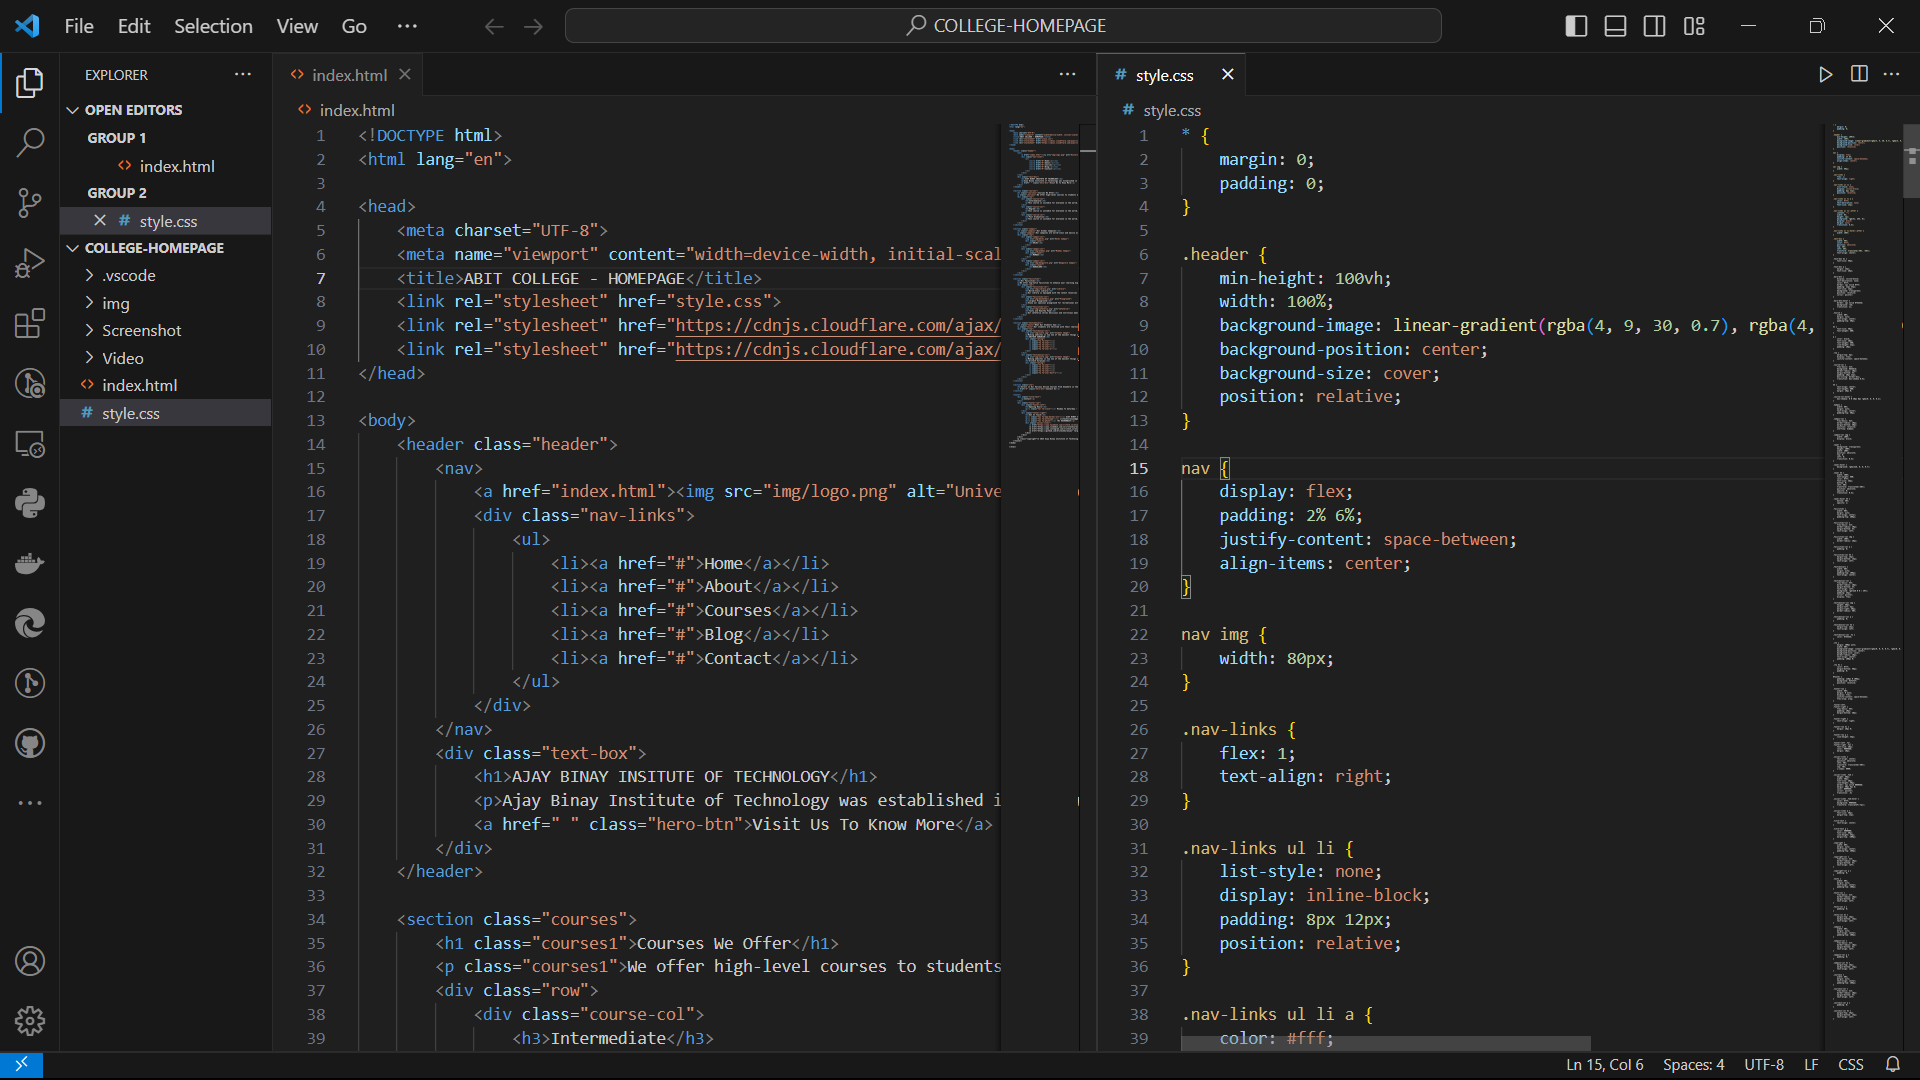 File Edit Selection View Go ··· COLLEGE-HOMEPAGE
EXPLORER ···
OPEN EDITORS
GROUP 1
<> index.html
GROUP 2
# style.css
COLLEGE-HOMEPAGE
.vscode
img
Screenshot
Video
<> index.html
# style.css
<> index.html
<> index.html
1 <!DOCTYPE html>
2 <html lang="en">
3
4 <head>
5 <meta charset="UTF-8">
6 <meta name="viewport" content="width=device-width, initial-scal
7 <title>ABIT COLLEGE - HOMEPAGE</title>
8 <link rel="stylesheet" href="style.css">
9 <link rel="stylesheet" href="https://cdnjs.cloudflare.com/ajax/
10 <link rel="stylesheet" href="https://cdnjs.cloudflare.com/ajax/
11 </head>
12
13 <body>
14 <header class="header">
15 <nav>
16 <a href="index.html"><img src="img/logo.png" alt="Unive
17 <div class="nav-links">
18 <ul>
19 <li><a href="#">Home</a></li>
20 <li><a href="#">About</a></li>
21 <li><a href="#">Courses</a></li>
22 <li><a href="#">Blog</a></li>
23 <li><a href="#">Contact</a></li>
24 </ul>
25 </div>
26 </nav>
27 <div class="text-box">
28 <h1>AJAY BINAY INSITUTE OF TECHNOLOGY</h1>
29 <p>Ajay Binay Institute of Technology was established i
30 <a href=" " class="hero-btn">Visit Us To Know More</a>
31 </div>
32 </header>
33
34 <section class="courses">
35 <h1 class="courses1">Courses We Offer</h1>
36 <p class="courses1">We offer high-level courses to students
37 <div class="row">
38 <div class="course-col">
39 <h3>Intermediate</h3>
# style.css
# style.css
1 * {
2 margin: 0;
3 padding: 0;
4 }
5
6 .header {
7 min-height: 100vh;
8 width: 100%;
9 background-image: linear-gradient(rgba(4, 9, 30, 0.7), rgba(4,
10 background-position: center;
11 background-size: cover;
12 position: relative;
13 }
14
15 nav {
16 display: flex;
17 padding: 2% 6%;
18 justify-content: space-between;
19 align-items: center;
20 }
21
22 nav img {
23 width: 80px;
24 }
25
26 .nav-links {
27 flex: 1;
28 text-align: right;
29 }
30
31 .nav-links ul li {
32 list-style: none;
33 display: inline-block;
34 padding: 8px 12px;
35 position: relative;
36 }
37
38 .nav-links ul li a {
39 color: #fff;
Ln 15, Col 6 Spaces: 4 UTF-8 LF CSS